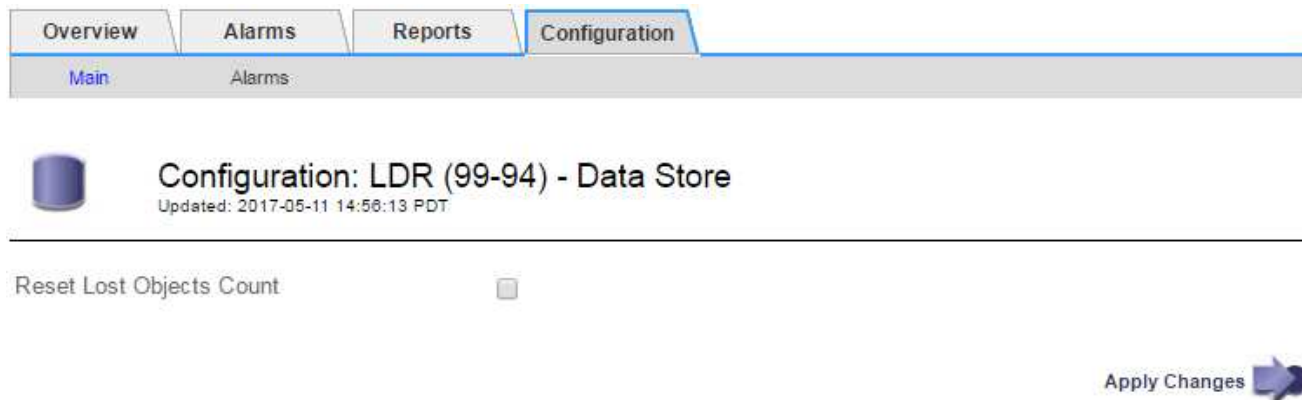 Overview Alarms Reports Configuration
Main Alarms
Configuration: LDR (99-94) - Data Store
Updated: 2017-05-11 14:56:13 PDT
Reset Lost Objects Count
Apply Changes